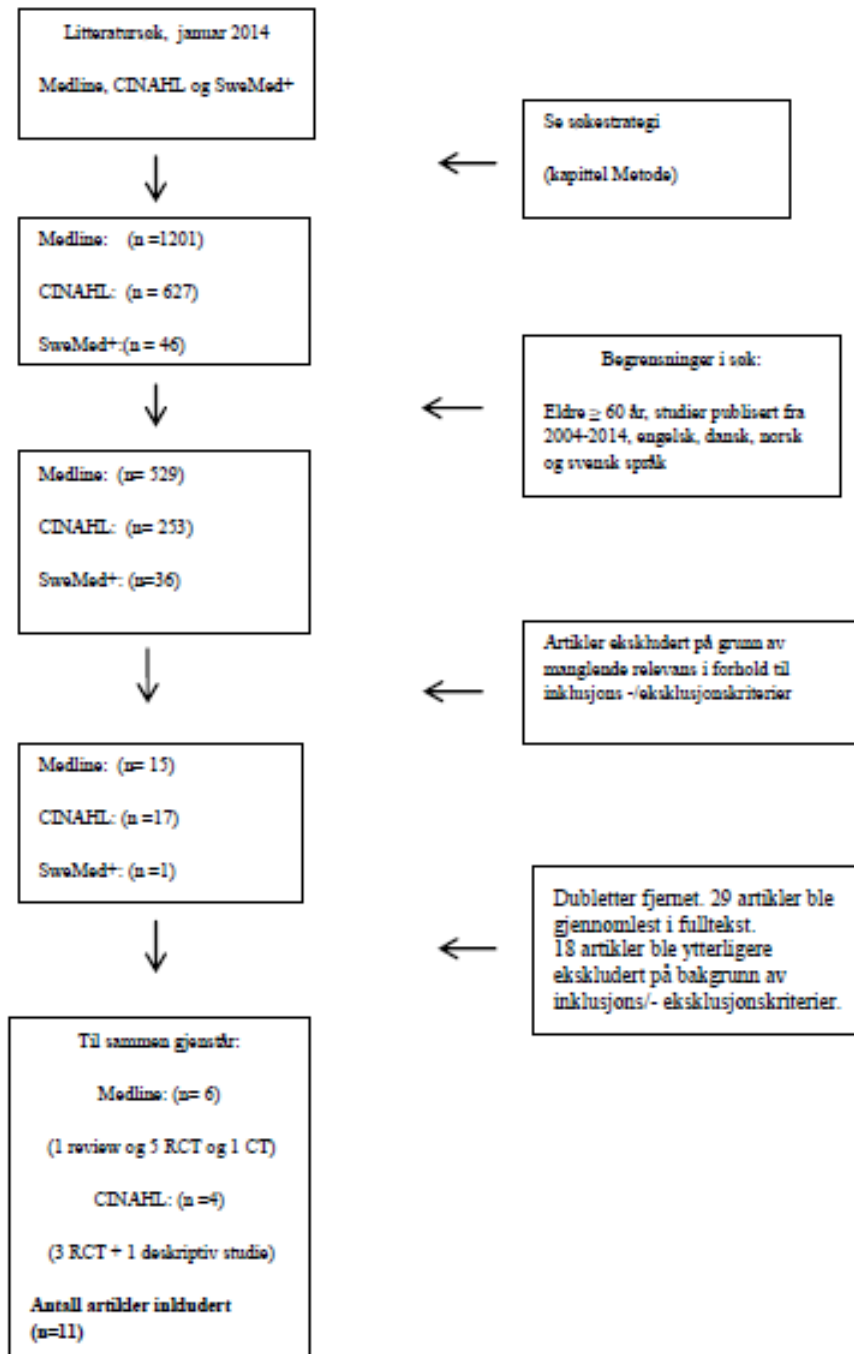 Litteratursøk, januar 2014
Medline, CINAHL og SweMed+
Se søkestrategi
(kapittel Metode)
Medline: (n =1201)
CINAHL: (n = 627)
SweMed+:(n = 46)
Begrensninger i søk:
Eldre ≥ 60 år, studier publisert fra
2004-2014, engelsk, dansk, norsk
og svensk språk
Medline: (n= 529)
CINAHL: (n= 253)
SweMed+: (n=36)
Artikler ekskludert på grunn av
manglende relevans i forhold til
inklusjons -/eksklusjonskriterier
Medline: (n= 15)
CINAHL: (n =17)
SweMed+: (n =1)
Dubletter fjernet. 29 artikler ble
gjennomlest i fulltekst.
18 artikler ble ytterligere
ekskludert på bakgrunn av
inklusjons/- eksklusjonskriterier.
Til sammen gjenstår:
Medline: (n= 6)
(1 review og 5 RCT og 1 CT)
CINAHL: (n =4)
(3 RCT + 1 deskriptiv studie)
Antall artikler inkludert
(n=11)